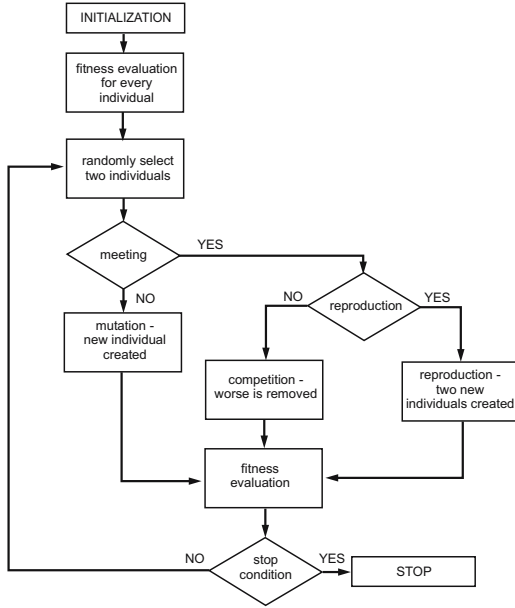 INITIALIZATION
fitness evaluation
for every
individual
randomly select
two individuals
meeting
YES
NO
reproduction
NO
YES
mutation -
new individual
created
competition -
worse is removed
reproduction -
two new
individuals created
fitness
evaluation
stop
condition
NO
YES
STOP